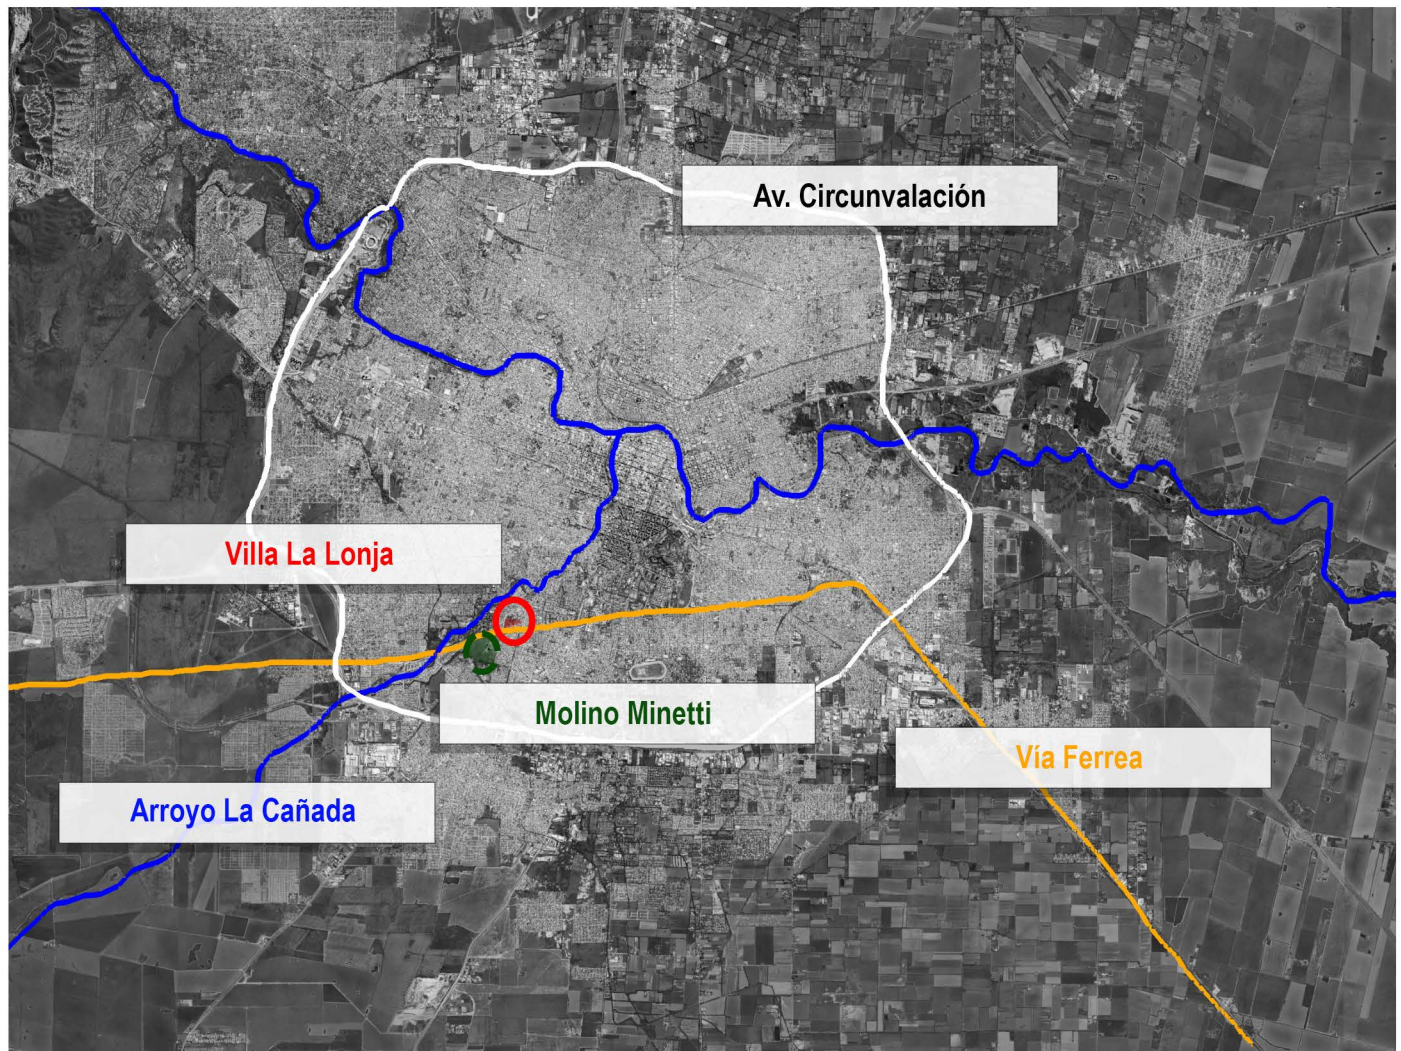 Av. Circunvalación
Villa La Lonja
Molino Minetti
Vía Ferrea
Arroyo La Cañada